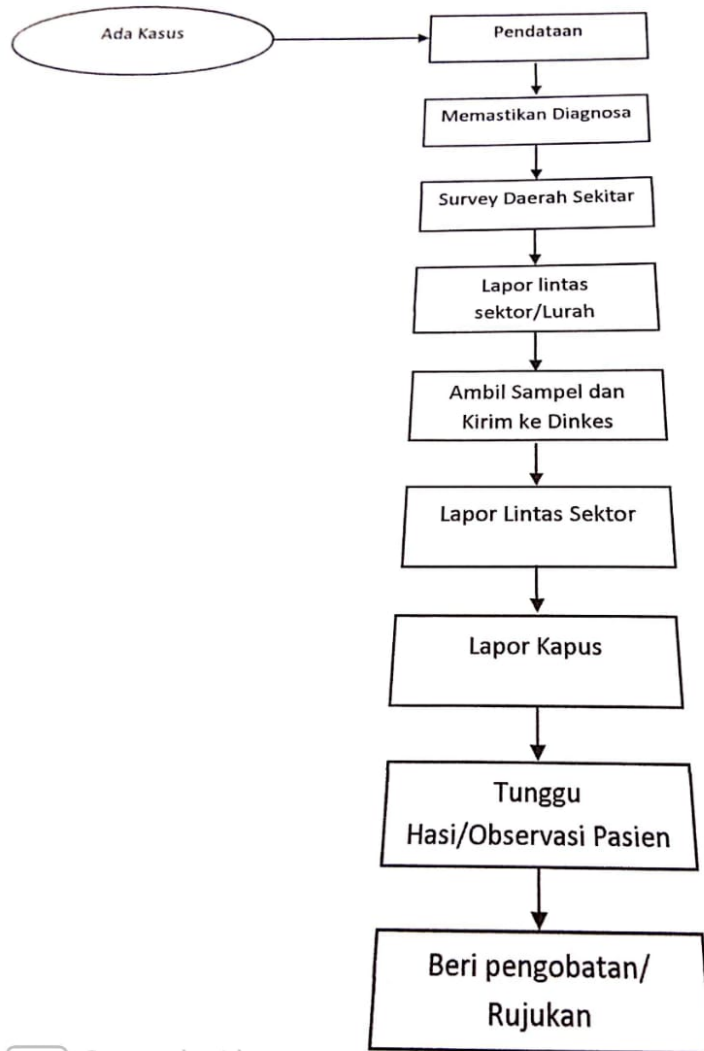 Ada Kasus
Pendataan
Memastikan Diagnosa
Survey Daerah Sekitar
Lapor lintas
sektor/Lurah
Ambil Sampel dan
Kirim ke Dinkes
Lapor Lintas Sektor
Lapor Kapus
Tunggu
Hasi/Observasi Pasien
Beri pengobatan/
Rujukan